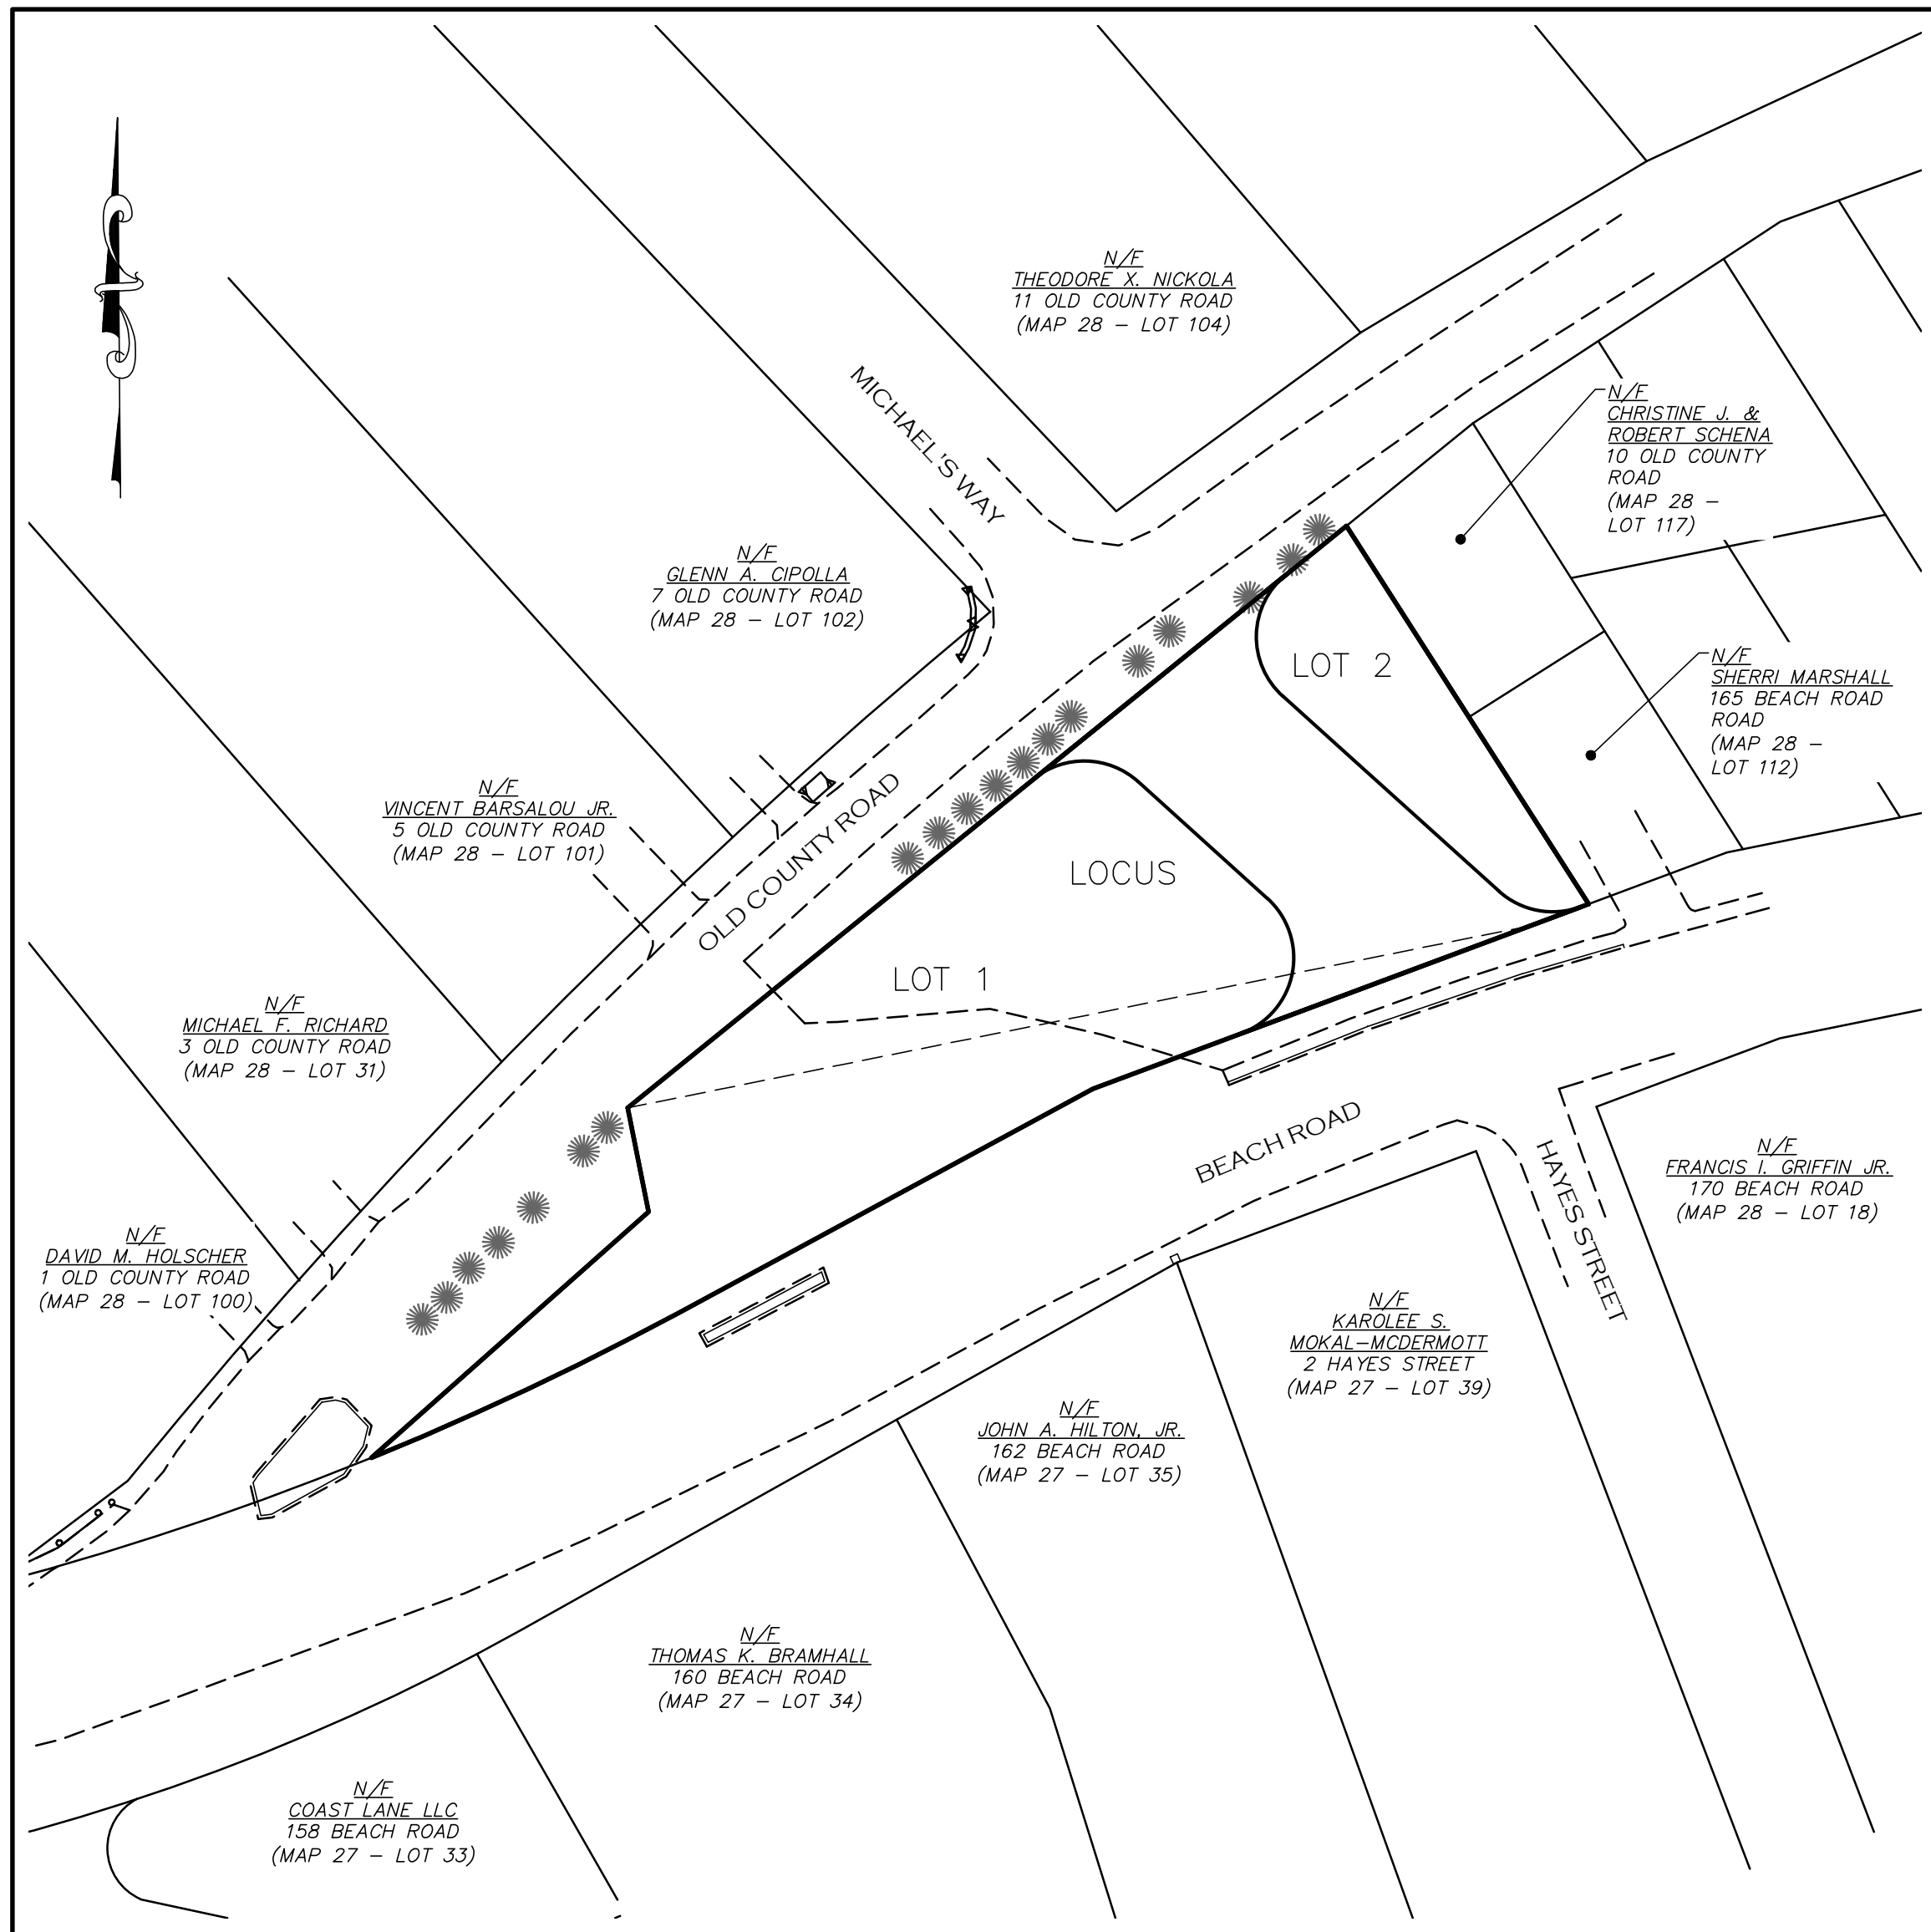 N/F
THEODORE X. NICKOLA
11 OLD COUNTY ROAD
(MAP 28 – LOT 104)
MICHAEL'S WAY
N/F
CHRISTINE J. &
ROBERT SCHENA
10 OLD COUNTY
ROAD
(MAP 28 –
LOT 117)
N/F
GLENN A. CIPOLLA
7 OLD COUNTY ROAD
(MAP 28 – LOT 102)
LOT 2
N/F
SHERRI MARSHALL
165 BEACH ROAD
ROAD
(MAP 28 –
LOT 112)
N/F
VINCENT BARSALOU JR.
5 OLD COUNTY ROAD
(MAP 28 – LOT 101)
OLD COUNTY ROAD
LOCUS
LOT 1
N/F
MICHAEL F. RICHARD
3 OLD COUNTY ROAD
(MAP 28 – LOT 31)
BEACH ROAD
HAYES STREET
N/F
FRANCIS I. GRIFFIN JR.
170 BEACH ROAD
(MAP 28 – LOT 18)
N/F
DAVID M. HOLSCHER
1 OLD COUNTY ROAD
(MAP 28 – LOT 100)
N/F
KAROLEE S.
MOKAL–MCDERMOTT
2 HAYES STREET
(MAP 27 – LOT 39)
N/F
JOHN A. HILTON, JR.
162 BEACH ROAD
(MAP 27 – LOT 35)
N/F
THOMAS K. BRAMHALL
160 BEACH ROAD
(MAP 27 – LOT 34)
N/F
COAST LANE LLC
158 BEACH ROAD
(MAP 27 – LOT 33)